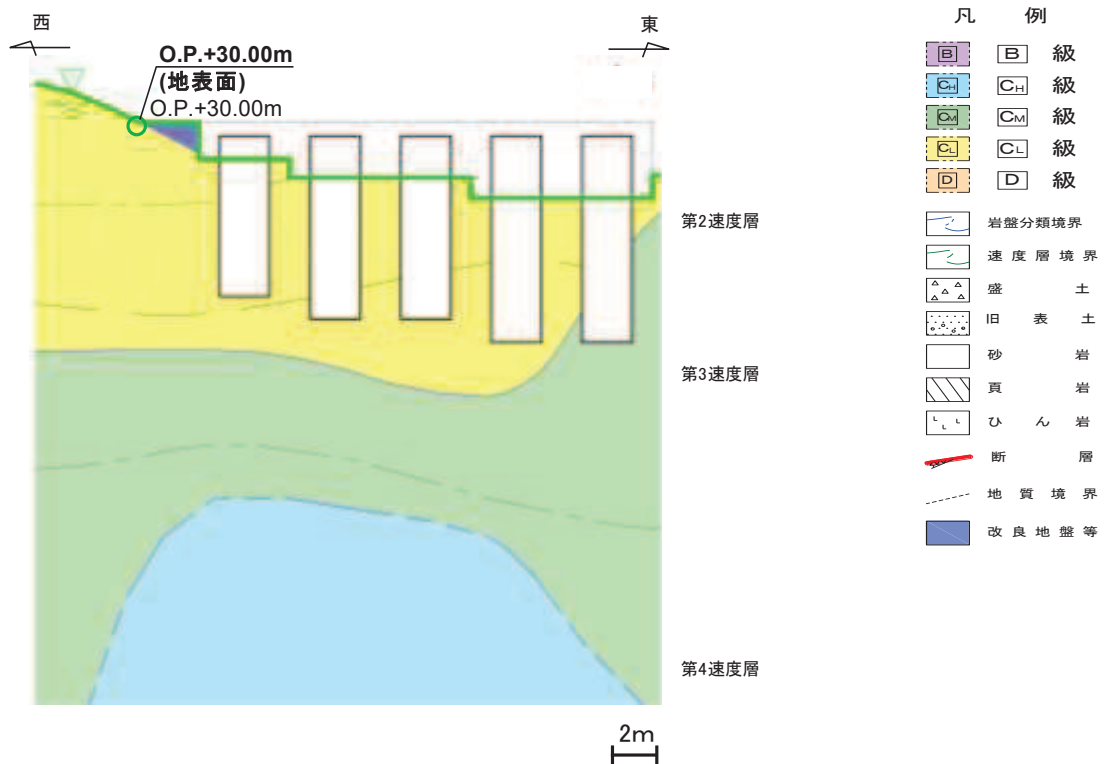 西
東
O.P.+30.00m
(地表面)
O.P.+30.00m
第2速度層
第3速度層
第4速度層
2m
凡 例
B B 級
CH CH 級
CM CM 級
CL CL 級
D D 級
岩盤分類境界
速度層境界
盛土
旧表土
砂岩
頁岩
ひん岩
断層
地質境界
改良地盤等